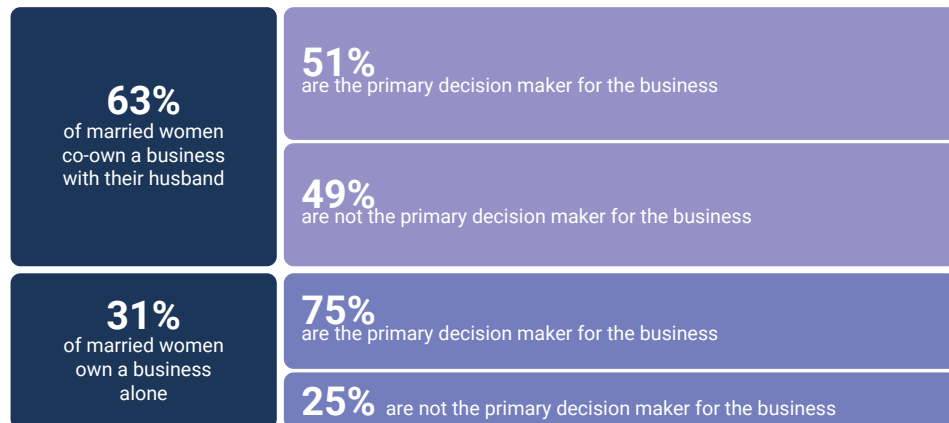 63%
of married women
co-own a business
with their husband
51%
are the primary decision maker for the business
49%
are not the primary decision maker for the business
31%
of married women
own a business
alone
75%
are the primary decision maker for the business
25% are not the primary decision maker for the business